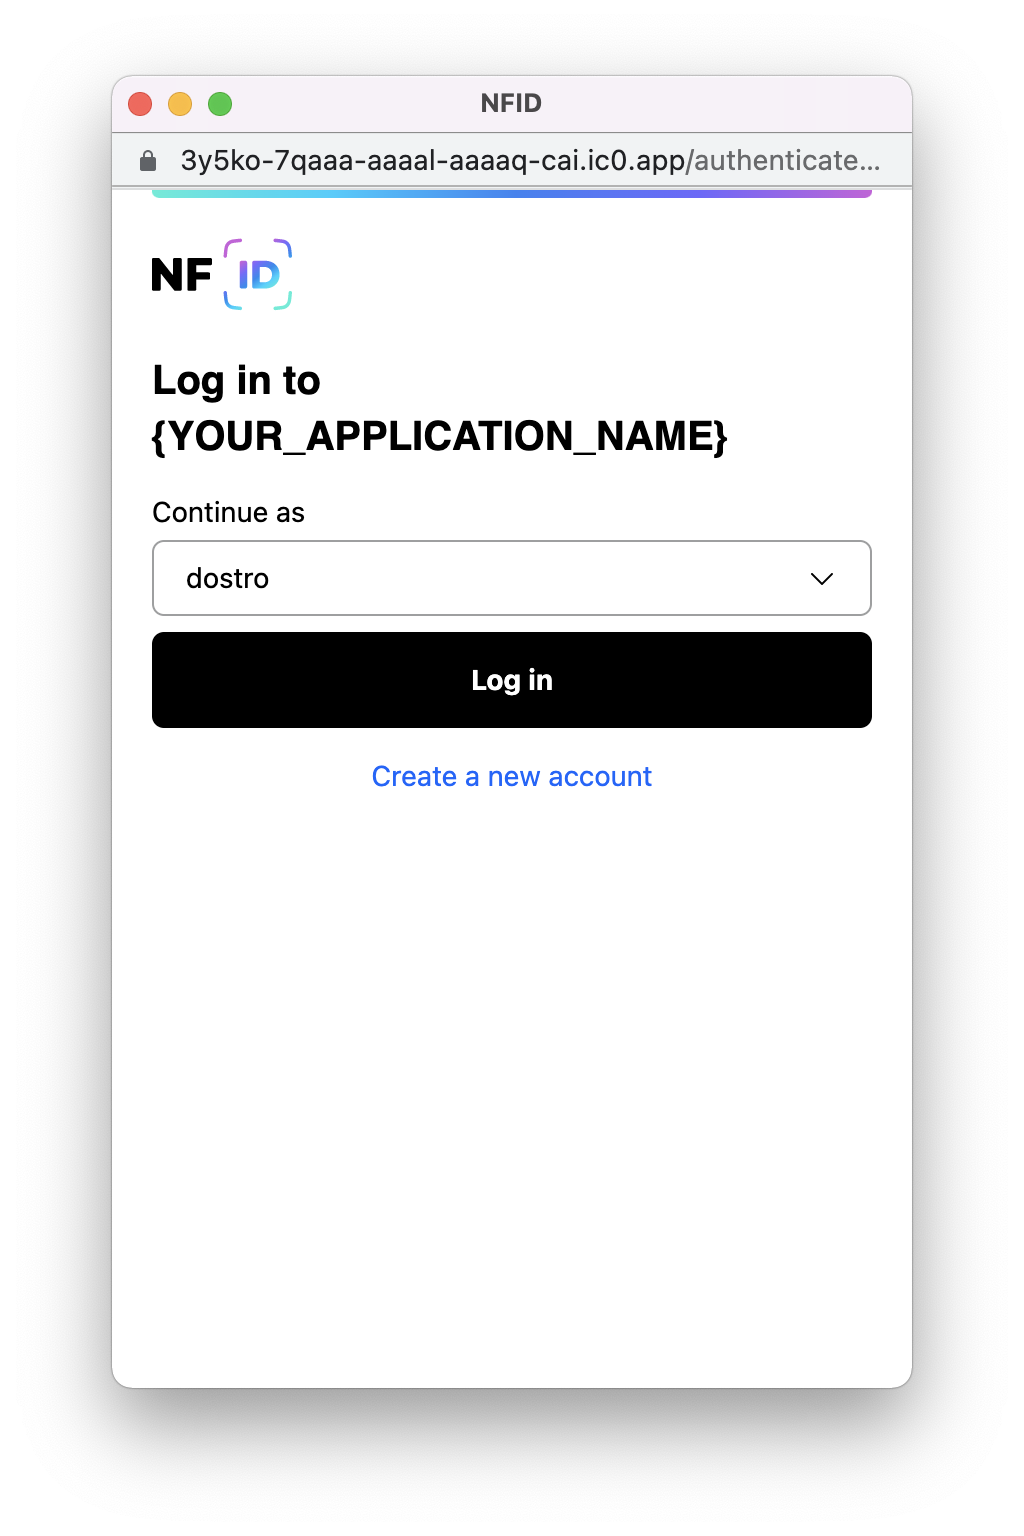 NFID
3y5ko-7qaaa-aaaal-aaaaq-cai.ic0.app/authenticate...
NF ID
Log in to
{YOUR_APPLICATION_NAME}
Continue as
dostro
Log in
Create a new account